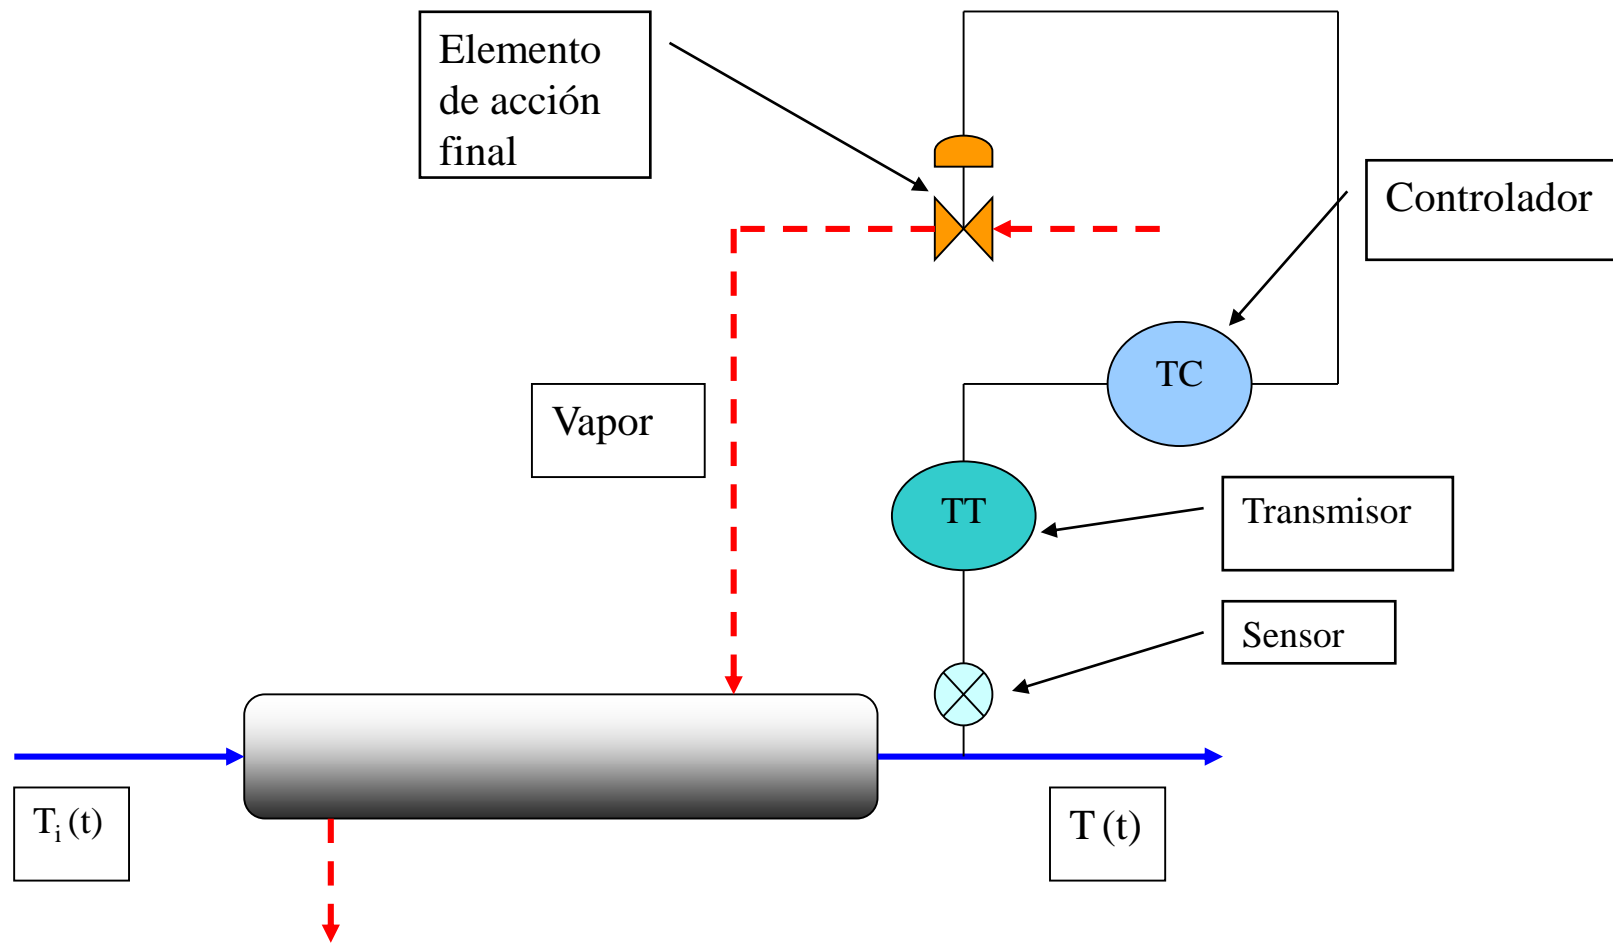 Elemento
de acción
final
Controlador
TC
Vapor
TT
Transmisor
Sensor
Tᵢ (t)
T (t)